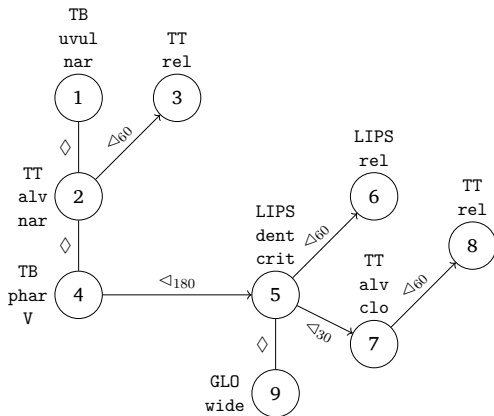 TB
uvul
nar
TT
rel
1
3
◇
◁60
LIPS
rel
TT
alv
nar
2
6
TT
rel
◇
LIPS
dent
crit
◁60
8
TB
phar
V
4
◁180
5
TT
alv
clo
◁60
◁30
7
◇
GLO
wide
9